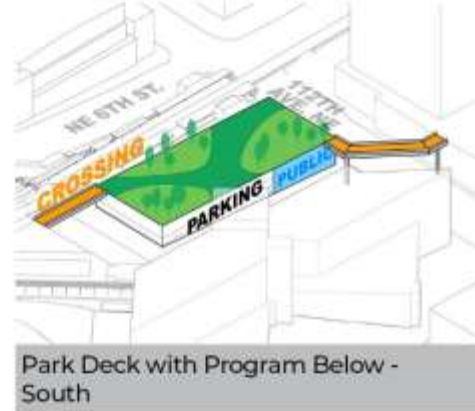 NE 6TH ST.
112TH
AVE NE
CROSSING
PARKING
PUBLIC
Park Deck with Program Below -
South